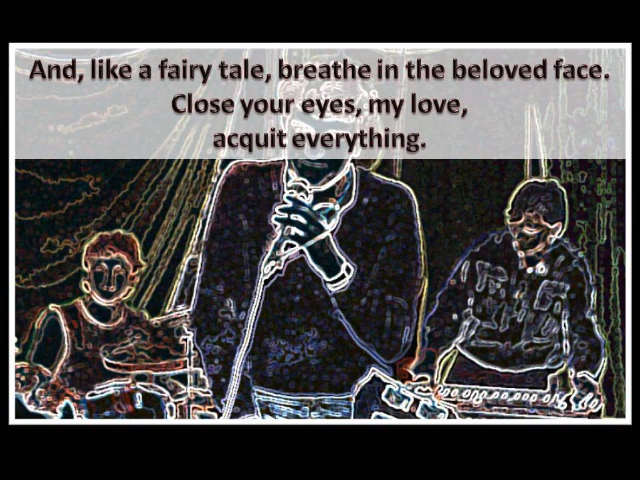 And, like a fairy tale, breathe in the beloved face.
Close your eyes, my love,
acquit everything.